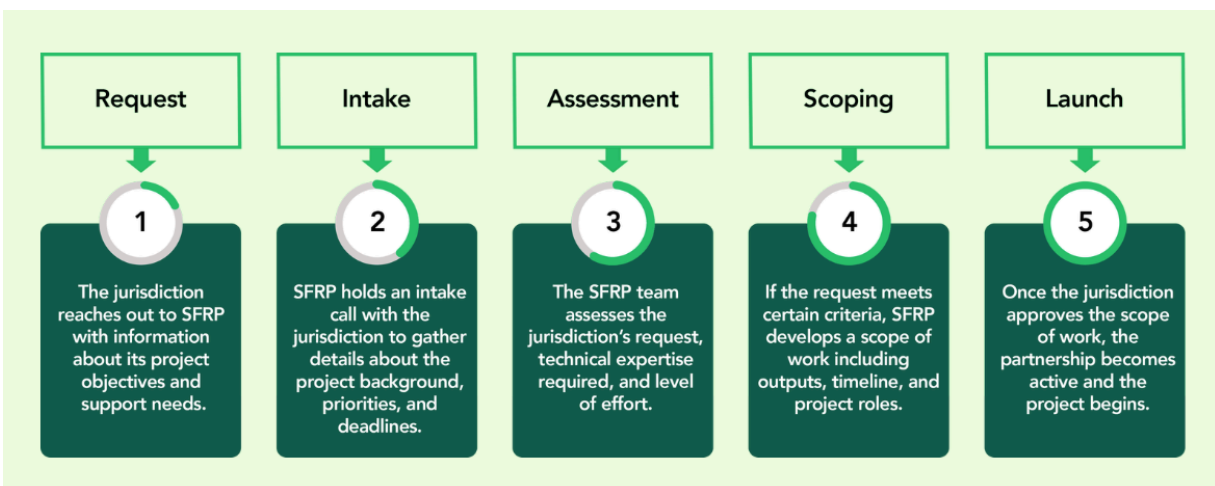 Request
Intake
Assessment
Scoping
Launch
1
The jurisdiction
reaches out to SFRP
with information
about its project
objectives and
support needs.
2
SFRP holds an intake
call with the
jurisdiction to gather
details about the
project background,
priorities, and
deadlines.
3
The SFRP team
assesses the
jurisdiction's request,
technical expertise
required, and level
of effort.
4
If the request meets
certain criteria, SFRP
develops a scope of
work including
outputs, timeline, and
project roles.
5
Once the jurisdiction
approves the scope
of work, the
partnership becomes
active and the
project begins.